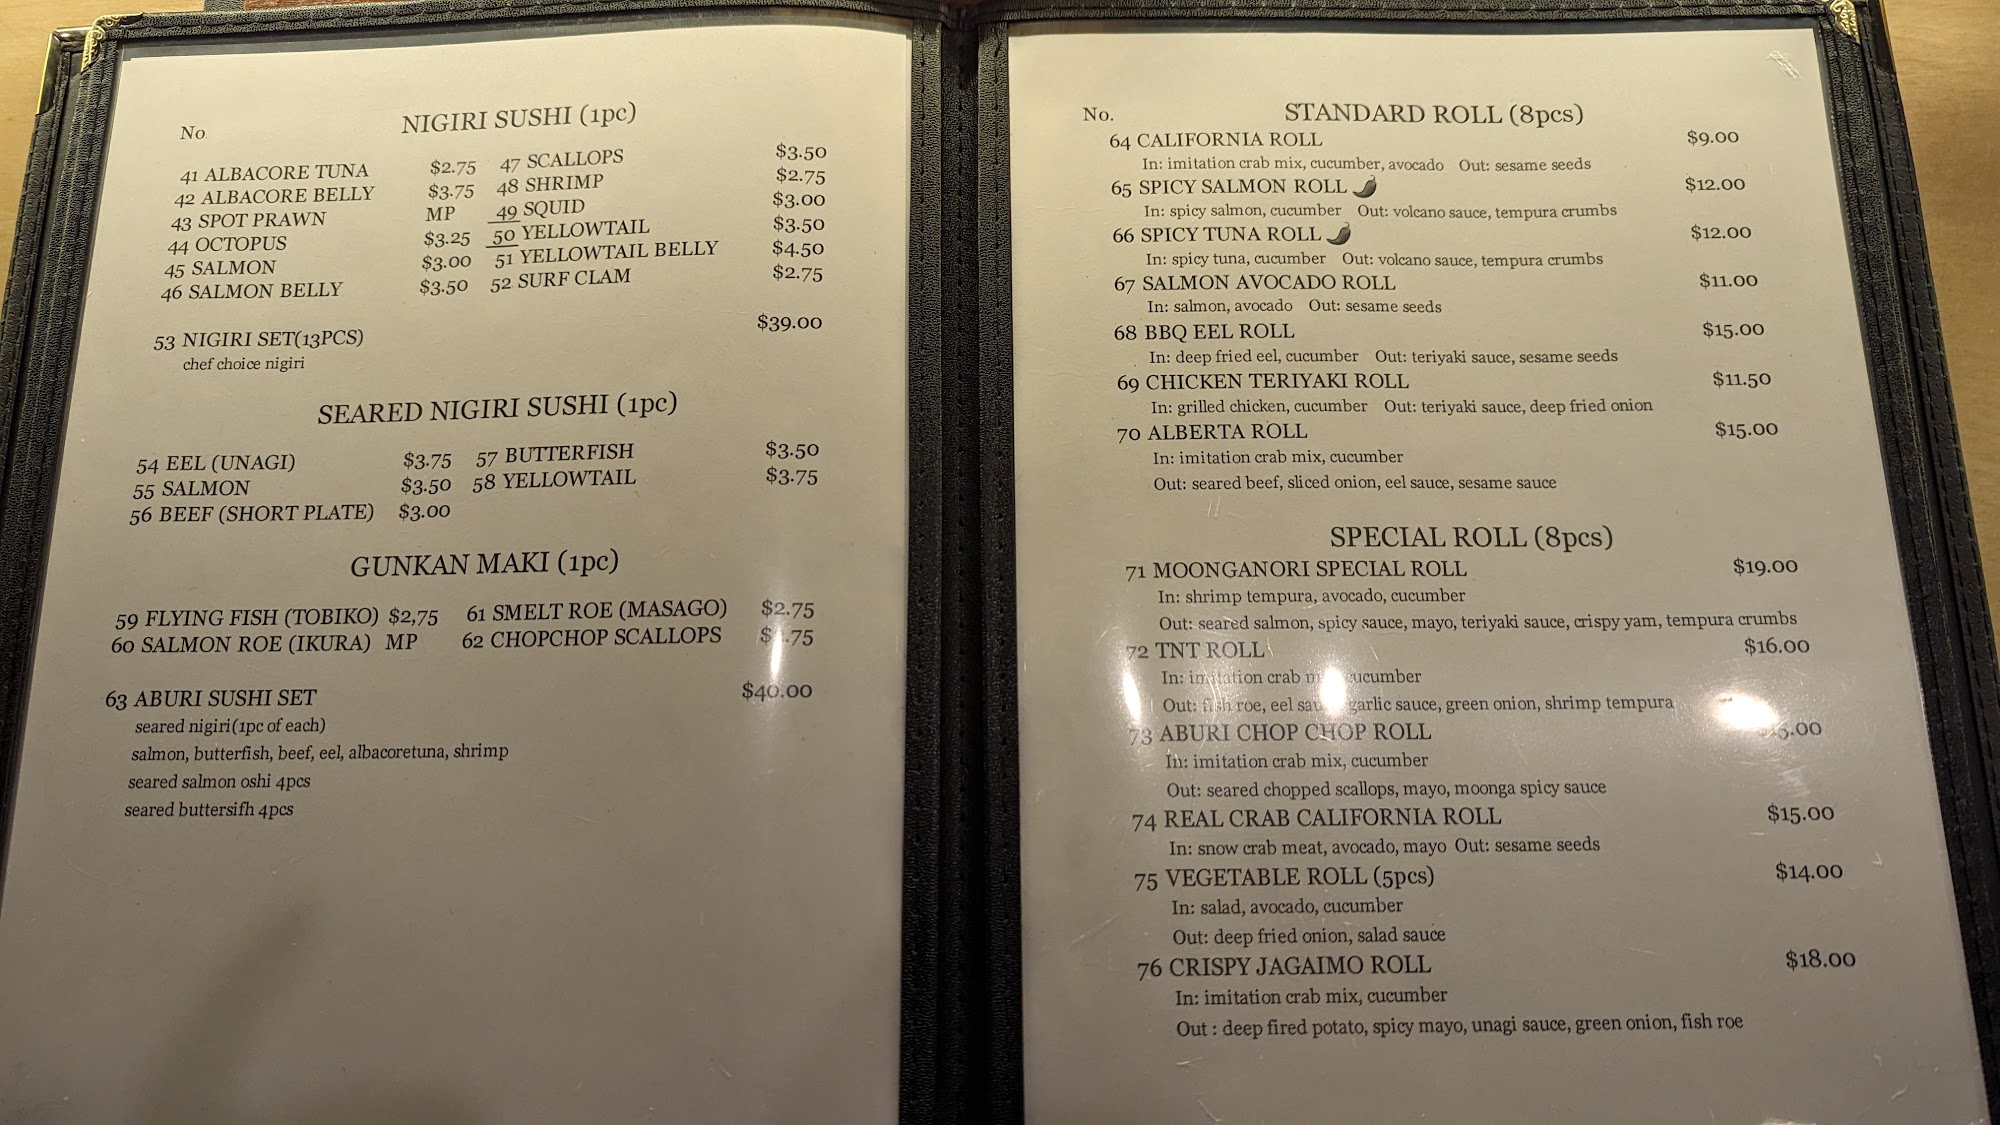 No
NIGIRI SUSHI (1pc)
41 ALBACORE TUNA $2.75 47 SCALLOPS $3.50
42 ALBACORE BELLY $3.75 48 SHRIMP $2.75
43 SPOT PRAWN MP 49 SQUID $3.00
44 OCTOPUS $3.25 50 YELLOWTAIL $3.50
45 SALMON $3.00 51 YELLOWTAIL BELLY $4.50
46 SALMON BELLY $3.50 52 SURF CLAM $2.75
53 NIGIRI SET(13PCS) $39.00
chef choice nigiri
SEARED NIGIRI SUSHI (1pc)
54 EEL (UNAGI) $3.75 57 BUTTERFISH $3.50
55 SALMON $3.50 58 YELLOWTAIL $3.75
56 BEEF (SHORT PLATE) $3.00
GUNKAN MAKI (1pc)
59 FLYING FISH (TOBIKO) $2,75 61 SMELT ROE (MASAGO) $2.75
60 SALMON ROE (IKURA) MP 62 CHOPCHOP SCALLOPS
63 ABURI SUSHI SET $40.00
seared nigiri(1pc of each)
salmon, butterfish, beef, eel, albacoretuna, shrimp
seared salmon oshi 4pcs
seared buttersifh 4pcs
No.
STANDARD ROLL (8pcs)
64 CALIFORNIA ROLL $9.00
In: imitation crab mix, cucumber, avocado Out: sesame seeds
65 SPICY SALMON ROLL $12.00
In: spicy salmon, cucumber Out: volcano sauce, tempura crumbs
66 SPICY TUNA ROLL $12.00
In: spicy tuna, cucumber Out: volcano sauce, tempura crumbs
67 SALMON AVOCADO ROLL $11.00
In: salmon, avocado Out: sesame seeds
68 BBQ EEL ROLL $15.00
In: deep fried eel, cucumber Out: teriyaki sauce, sesame seeds
69 CHICKEN TERIYAKI ROLL $11.50
In: grilled chicken, cucumber Out: teriyaki sauce, deep fried onion
70 ALBERTA ROLL $15.00
In: imitation crab mix, cucumber
Out: seared beef, sliced onion, eel sauce, sesame sauce
SPECIAL ROLL (8pcs)
71 MOONGANORI SPECIAL ROLL $19.00
In: shrimp tempura, avocado, cucumber
Out: seared salmon, spicy sauce, mayo, teriyaki sauce, crispy yam, tempura crumbs
72 TNT ROLL $16.00
In: imitation crab cucumber
Out: fish roe, eel garlic sauce, green onion, shrimp tempura
73 ABURI CHOP CHOP ROLL
In: imitation crab mix, cucumber
Out: seared chopped scallops, mayo, moonga spicy sauce
74 REAL CRAB CALIFORNIA ROLL $15.00
In: snow crab meat, avocado, mayo Out: sesame seeds
75 VEGETABLE ROLL (5pcs) $14.00
In: salad, avocado, cucumber
Out: deep fried onion, salad sauce
76 CRISPY JAGAIMO ROLL $18.00
In: imitation crab mix, cucumber
Out : deep fired potato, spicy mayo, unagi sauce, green onion, fish roe